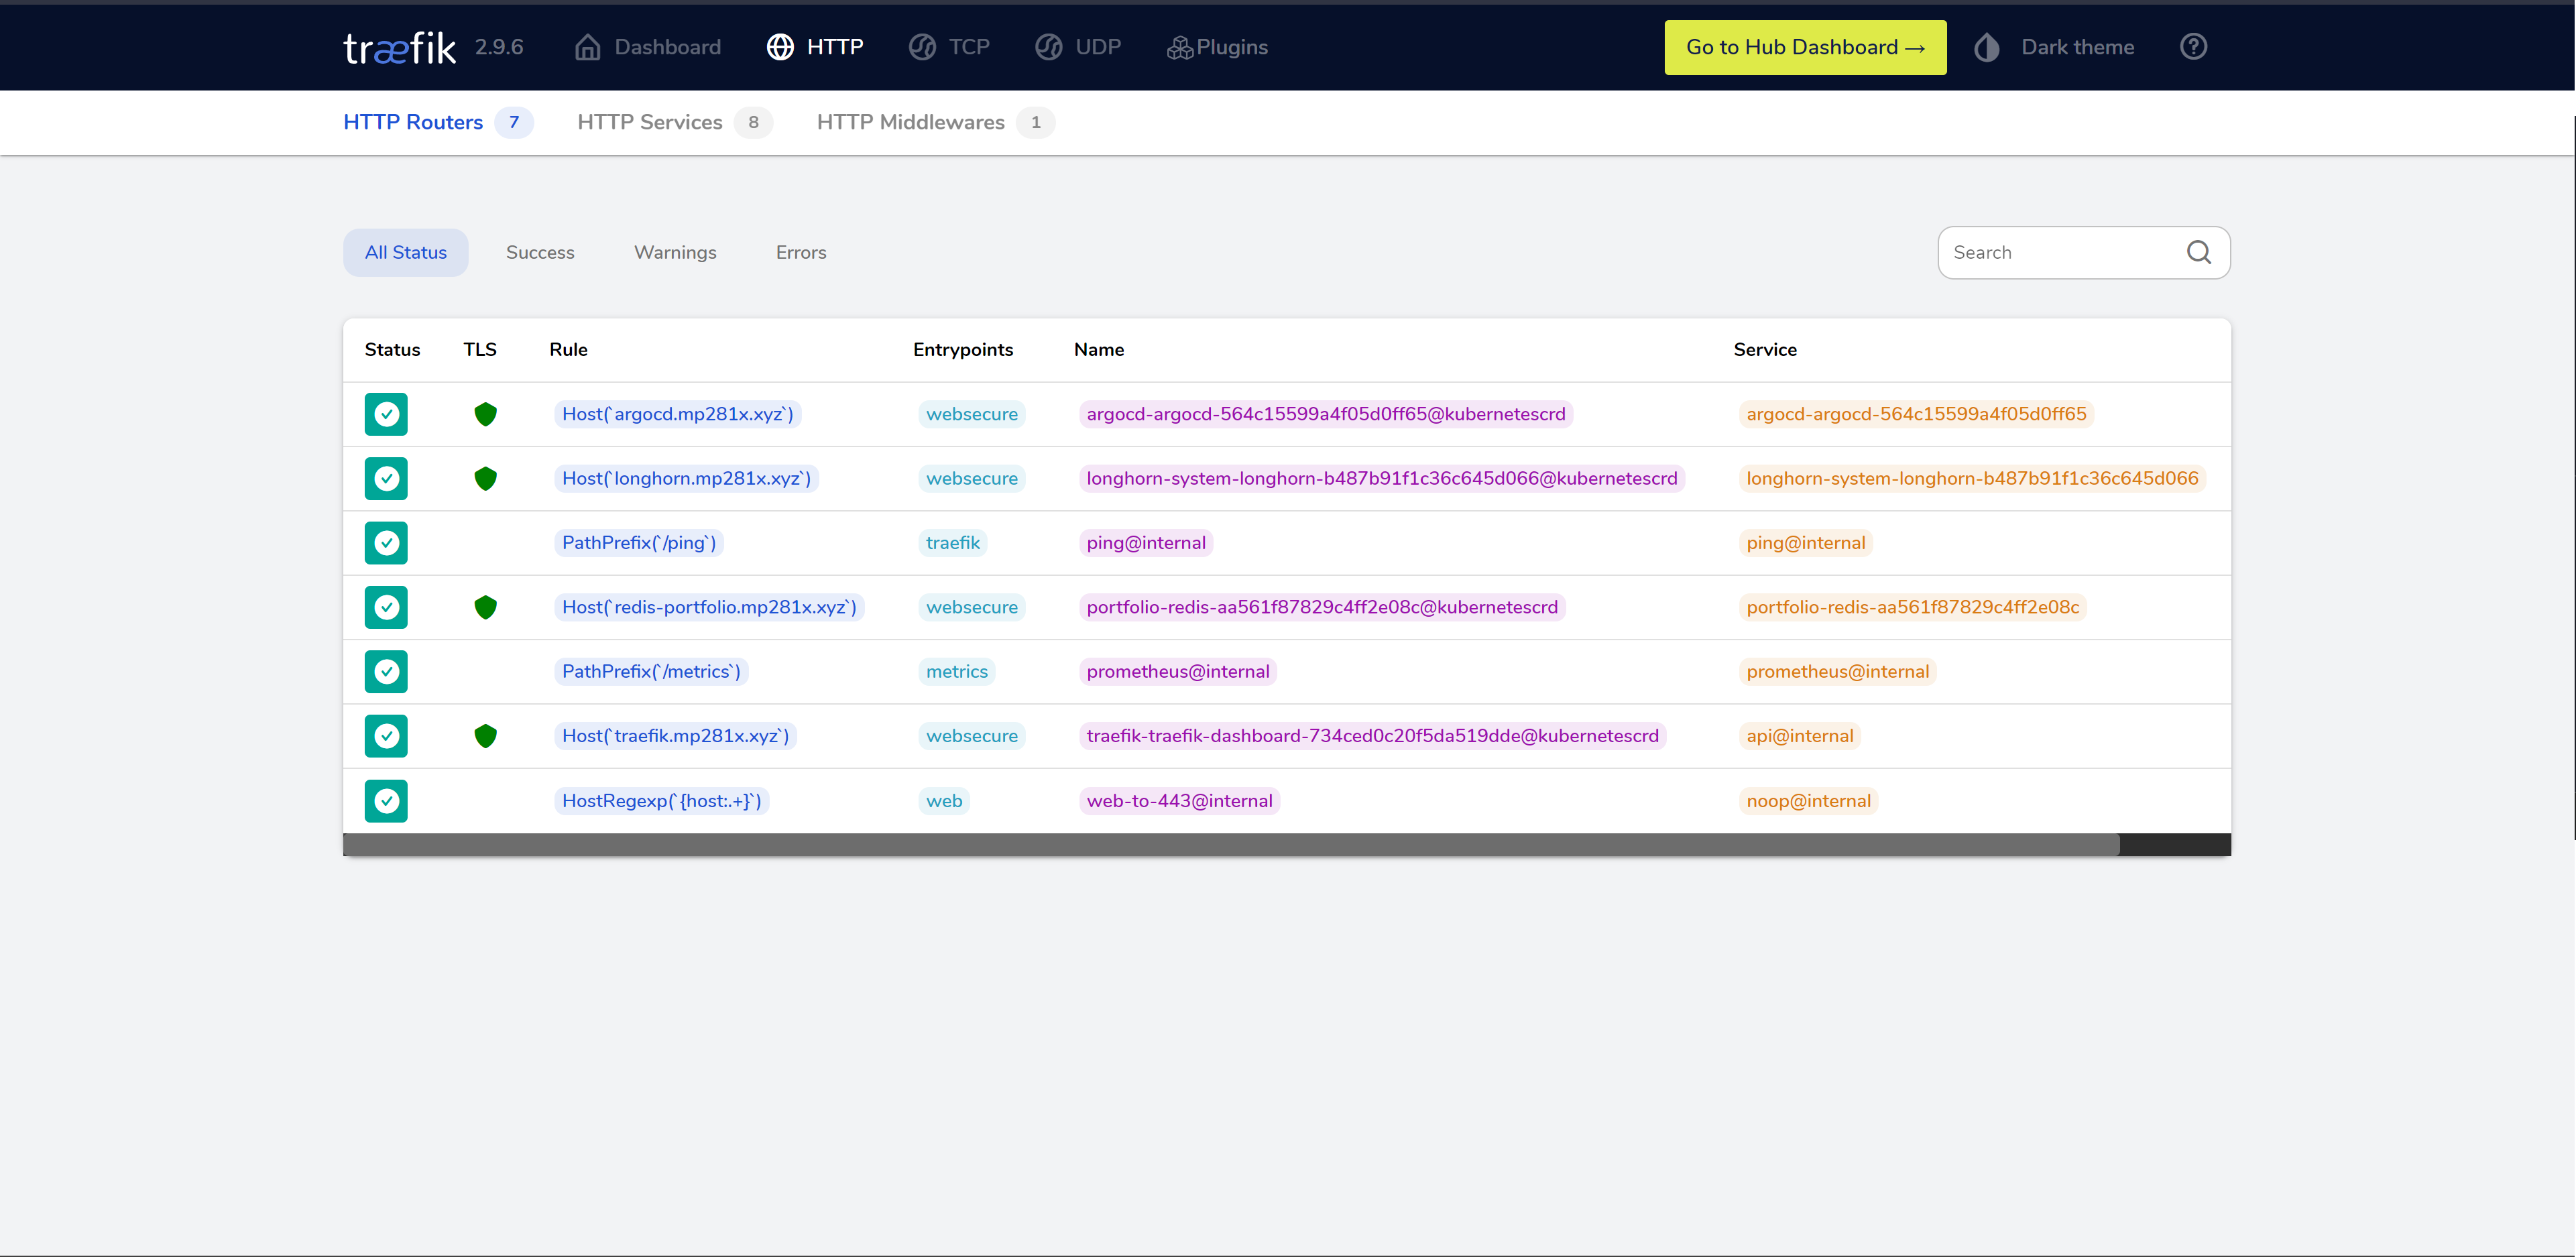 træfik 2.9.6 Dashboard HTTP TCP UDP Plugins Go to Hub Dashboard → Dark theme
HTTP Routers 7 HTTP Services 8 HTTP Middlewares 1
All Status Success Warnings Errors Search
Status TLS Rule Entrypoints Name Service
Host(`argocd.mp281x.xyz`) websecure argocd-argocd-564c15599a4f05d0ff65@kubernetescrd argocd-argocd-564c15599a4f05d0ff65
Host(`longhorn.mp281x.xyz`) websecure longhorn-system-longhorn-b487b91f1c36c645d066@kubernetescrd longhorn-system-longhorn-b487b91f1c36c645d066
PathPrefix(`/ping`) traefik ping@internal ping@internal
Host(`redis-portfolio.mp281x.xyz`) websecure portfolio-redis-aa561f87829c4ff2e08c@kubernetescrd portfolio-redis-aa561f87829c4ff2e08c
PathPrefix(`/metrics`) metrics prometheus@internal prometheus@internal
Host(`traefik.mp281x.xyz`) websecure traefik-traefik-dashboard-734ced0c20f5da519dde@kubernetescrd api@internal
HostRegexp(`{host:.+}`) web web-to-443@internal noop@internal